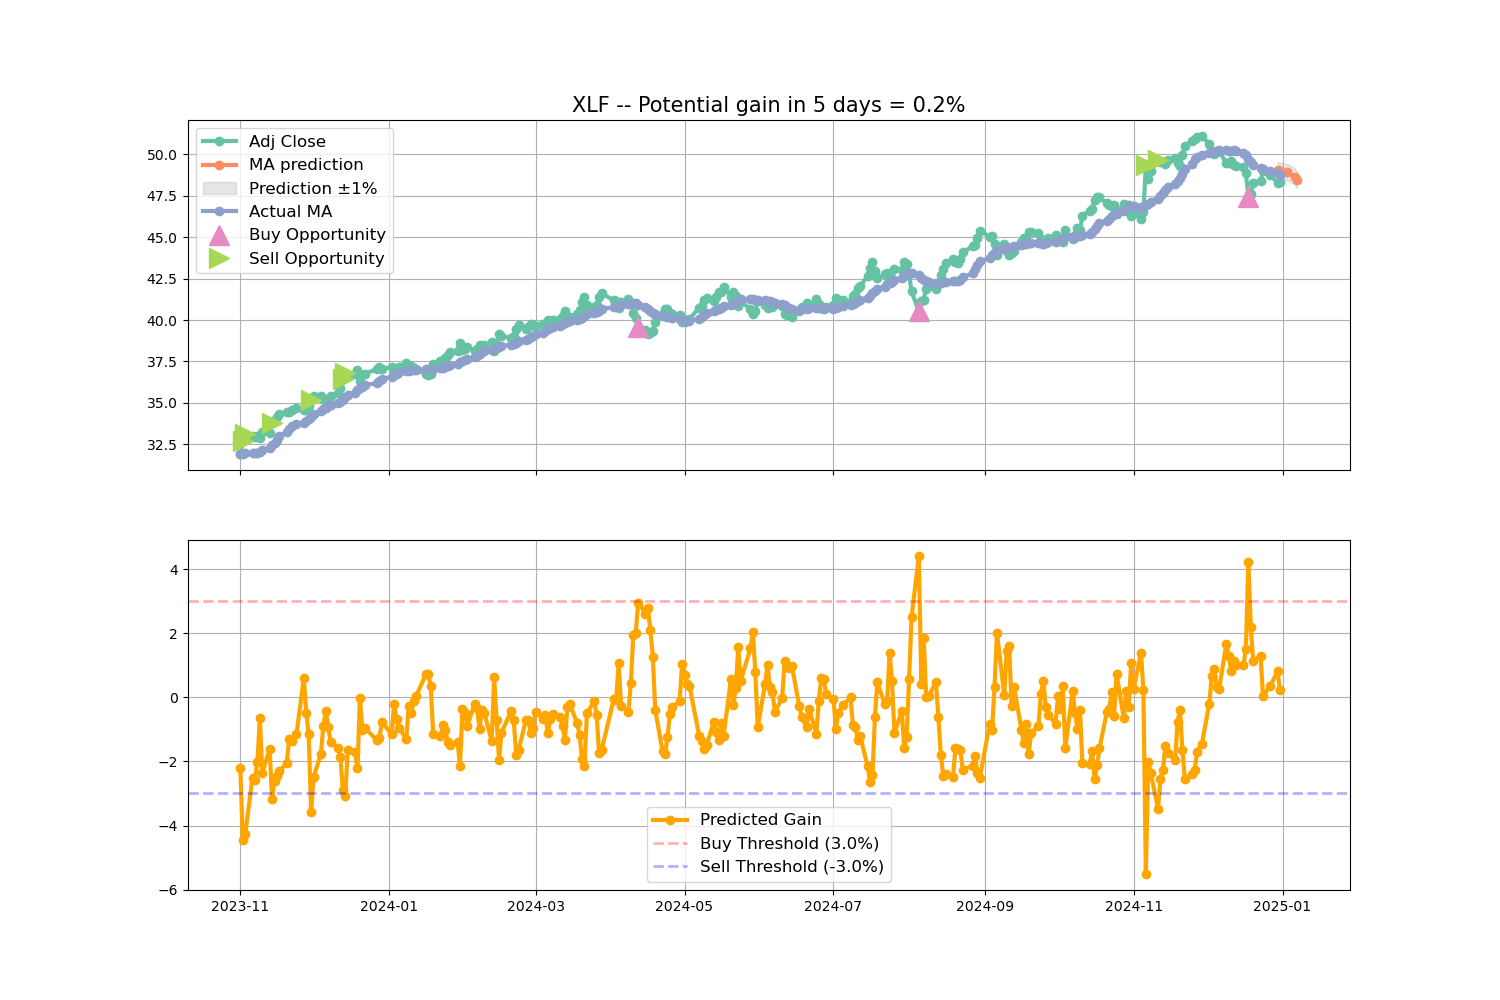 XLF -- Potential gain in 5 days = 0.2%
50.0
47.5
45.0
42.5
40.0
37.5
35.0
32.5
Adj Close
MA prediction
Prediction ±1%
Actual MA
Buy Opportunity
Sell Opportunity
4
2
0
−2
−4
−6
Predicted Gain
Buy Threshold (3.0%)
Sell Threshold (-3.0%)
2023-11 2024-01 2024-03 2024-05 2024-07 2024-09 2024-11 2025-01